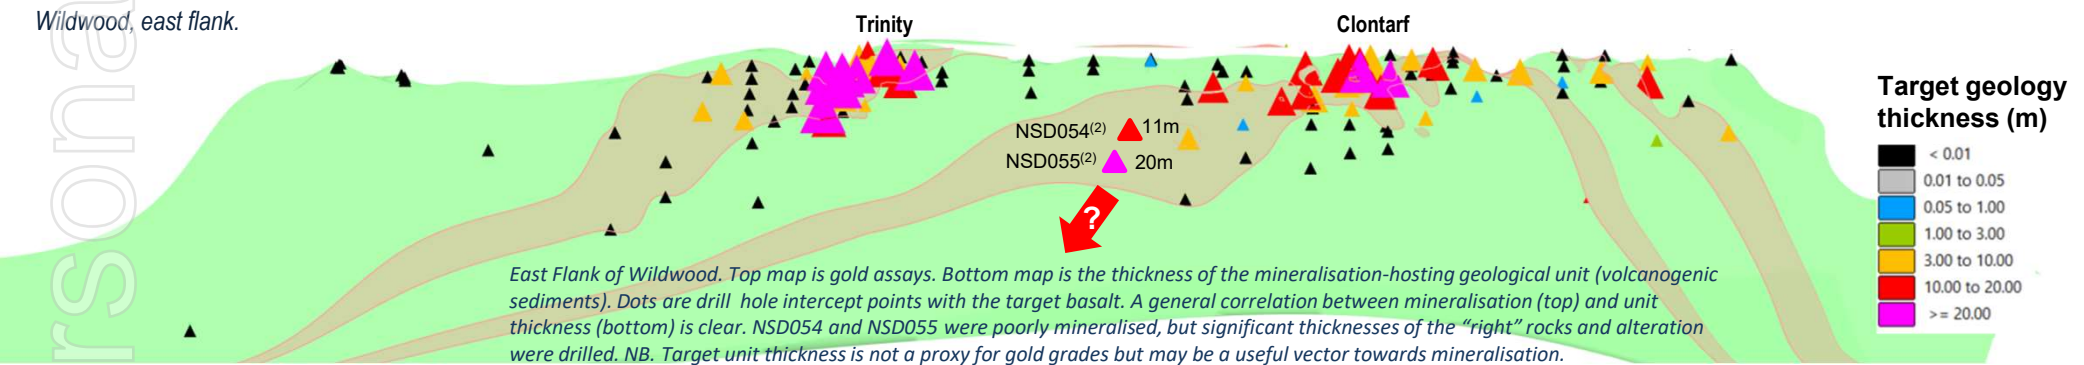 Wildwood, east flank.
Trinity
Clontarf
NSD054(2) 11m
NSD055(2) 20m
?
Target geology
thickness (m)
< 0.01
0.01 to 0.05
0.05 to 1.00
1.00 to 3.00
3.00 to 10.00
10.00 to 20.00
>= 20.00
East Flank of Wildwood. Top map is gold assays. Bottom map is the thickness of the mineralisation-hosting geological unit (volcanogenic
sediments). Dots are drill hole intercept points with the target basalt. A general correlation between mineralisation (top) and unit
thickness (bottom) is clear. NSD054 and NSD055 were poorly mineralised, but significant thicknesses of the “right” rocks and alteration
were drilled. NB. Target unit thickness is not a proxy for gold grades but may be a useful vector towards mineralisation.
rsona